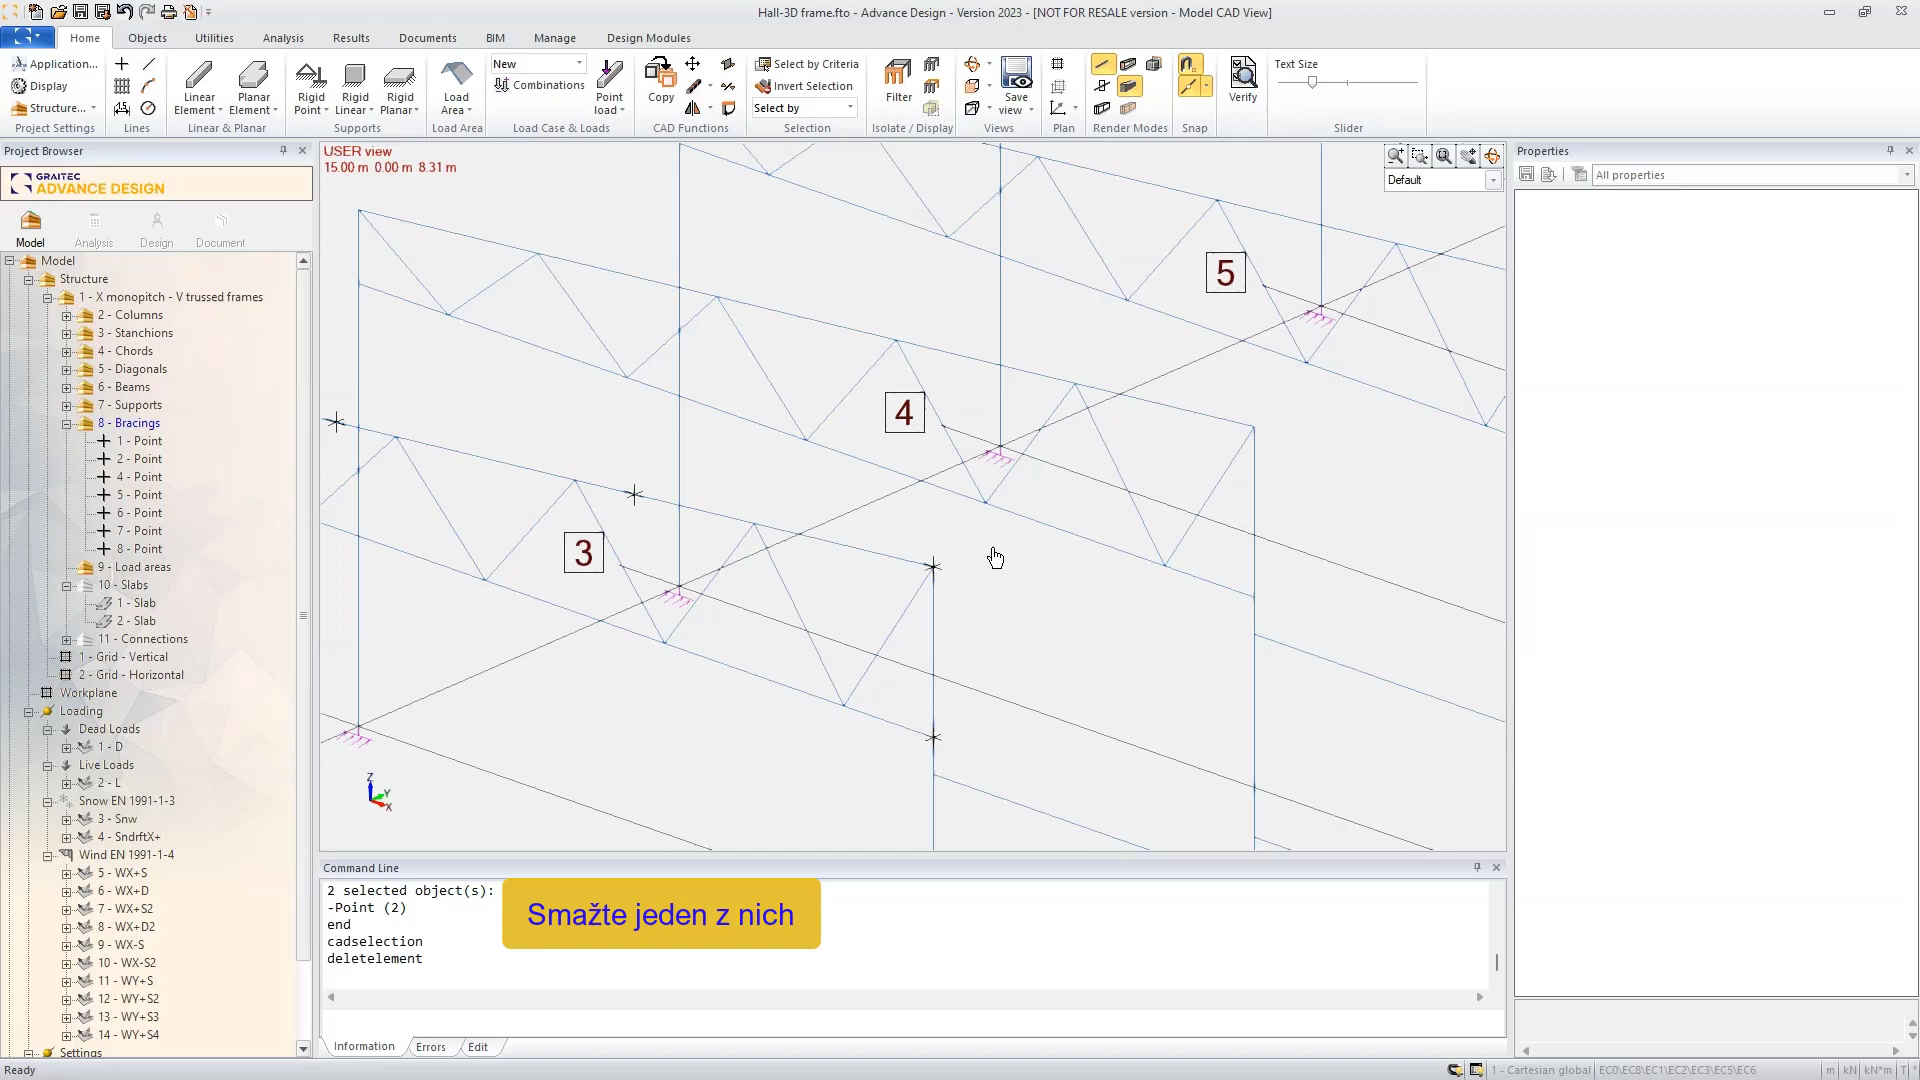 Hall-3D frame.fto - Advance Design - Version 2023 - [NOT FOR RESALE version - Model CAD View]
Home
Objects
Utilities
Analysis
Results
Documents
BIM
Manage
Design Modules
Application...
Display
Structure...
Project Settings
Lines
Linear Element
Planar Element
Linear & Planar
Rigid Point
Rigid Linear
Rigid Planar
Supports
Load Area
Load Area
New
Combinations
Point load
Load Case & Loads
Copy
CAD Functions
Select by Criteria
Invert Selection
Select by
Selection
Filter
Isolate / Display
Save view
Views
Plan
Render Modes
Snap
Verify
Text Size
Slider
Project Browser
GRAITEC
ADVANCE DESIGN
Model
Analysis
Design
Document
Model
Structure
1 - X monopitch - V trussed frames
2 - Columns
3 - Stanchions
4 - Chords
5 - Diagonals
6 - Beams
7 - Supports
8 - Bracings
1 - Point
2 - Point
4 - Point
5 - Point
6 - Point
7 - Point
8 - Point
9 - Load areas
10 - Slabs
1 - Slab
2 - Slab
11 - Connections
1 - Grid - Vertical
2 - Grid - Horizontal
Workplane
Loading
Dead Loads
1 - D
Live Loads
2 - L
Snow EN 1991-1-3
3 - Snw
4 - SndrftX+
Wind EN 1991-1-4
5 - WX+S
6 - WX+D
7 - WX+S2
8 - WX+D2
9 - WX-S
10 - WX-S2
11 - WY+S
12 - WY+S2
13 - WY+S3
14 - WY+S4
Settings
USER view
15.00 m 0.00 m 8.31 m
Default
5
4
3
Z
Y
X
Properties
All properties
Command Line
2 selected object(s):
-Point (2)
end
cadselection
deletelement
Smažte jeden z nich
Information
Errors
Edit
Ready
1 - Cartesian global
EC0\EC8\EC1\EC2\EC3\EC5\EC6
m
kN
kN*m
T
°